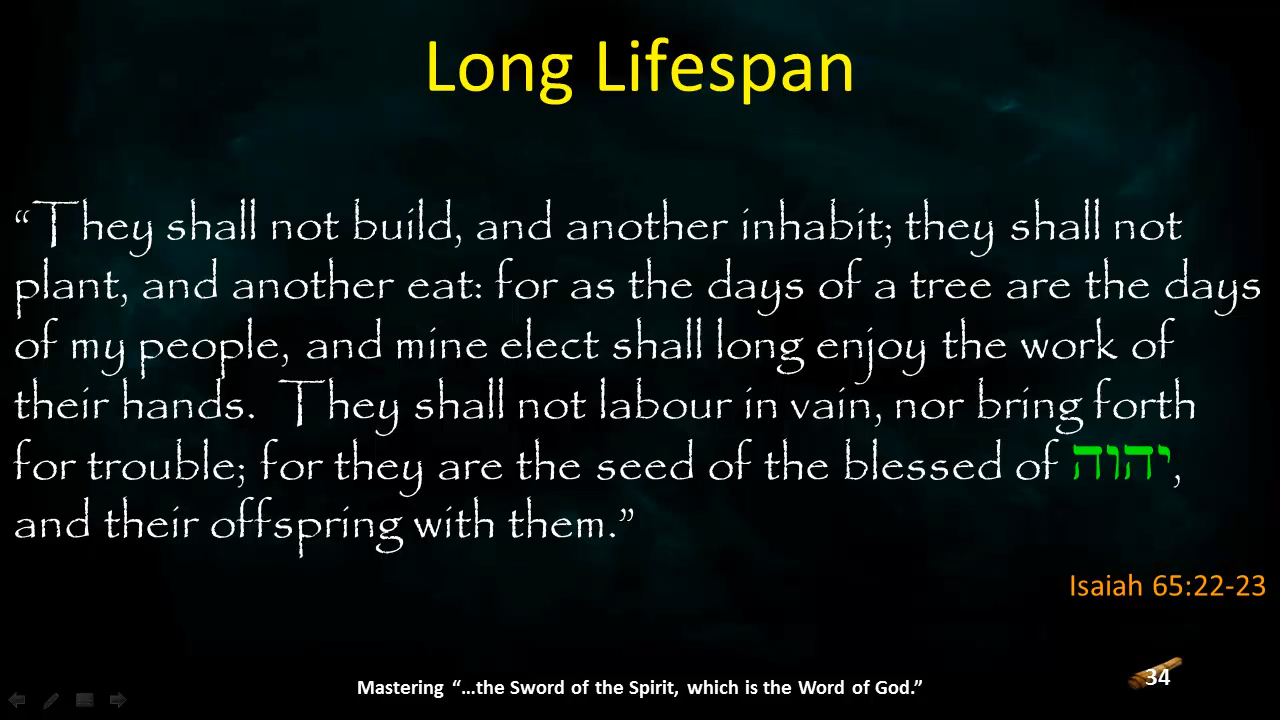 Long Lifespan
“They shall not build, and another inhabit; they shall not
plant, and another eat: for as the days of a tree are the days
of my people, and mine elect shall long enjoy the work of
their hands.  They shall not labour in vain, nor bring forth
for trouble; for they are the seed of the blessed of יהוה,
and their offspring with them.”
Isaiah 65:22-23
Mastering “…the Sword of the Spirit, which is the Word of God.”
34